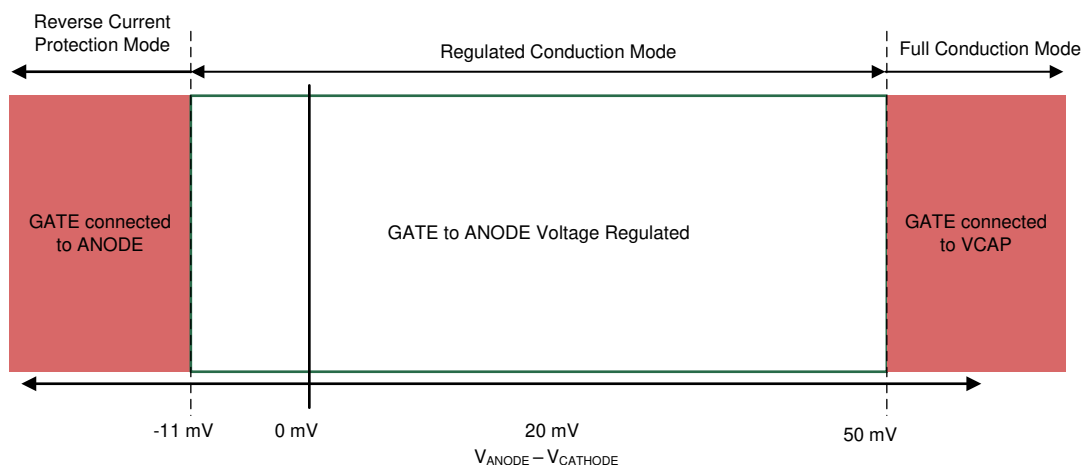 Reverse Current
Protection Mode
Regulated Conduction Mode
Full Conduction Mode
GATE connected
to ANODE
GATE to ANODE Voltage Regulated
GATE connected
to VCAP
-11 mV
0 mV
20 mV
50 mV
VANODE – VCATHODE